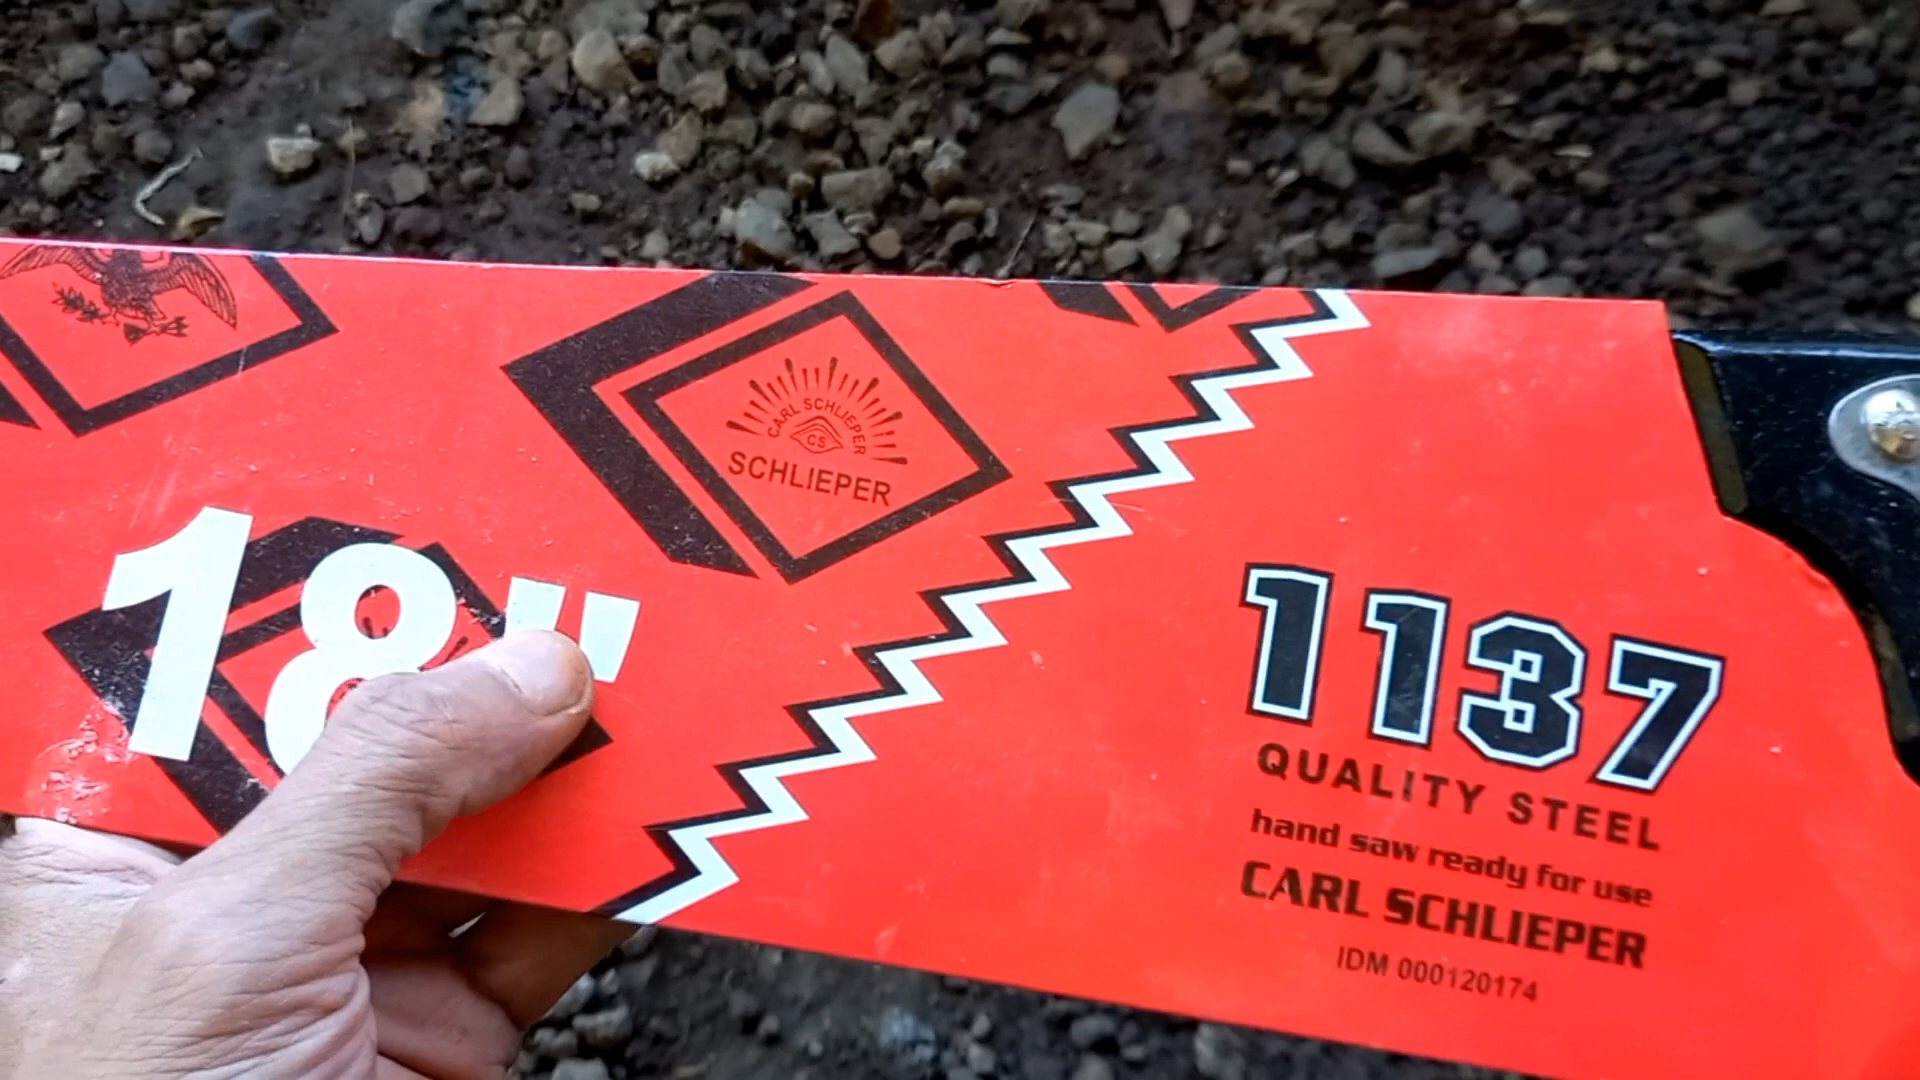 CARL SCHLIEPER
CS
SCHLIEPER
18"
1137
QUALITY STEEL
hand saw ready for use
CARL SCHLIEPER
IDM 000120174